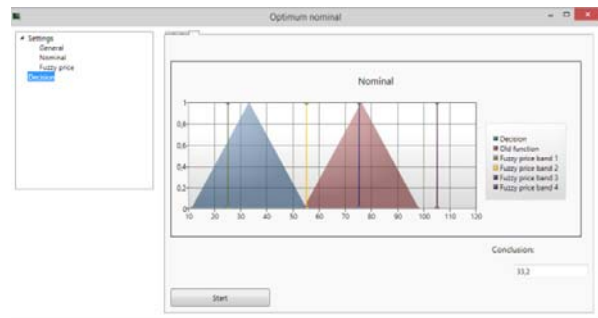 Optimum nominal
Settings
General
Nominal
Fuzzy price
Decision
Nominal
1
0,8
0,6
0,4
0,2
0
10 20 30 40 50 60 70 80 90 100 110 120
Decision
Old function
Fuzzy price band 1
Fuzzy price band 2
Fuzzy price band 3
Fuzzy price band 4
Conclusion:
33,2
Start